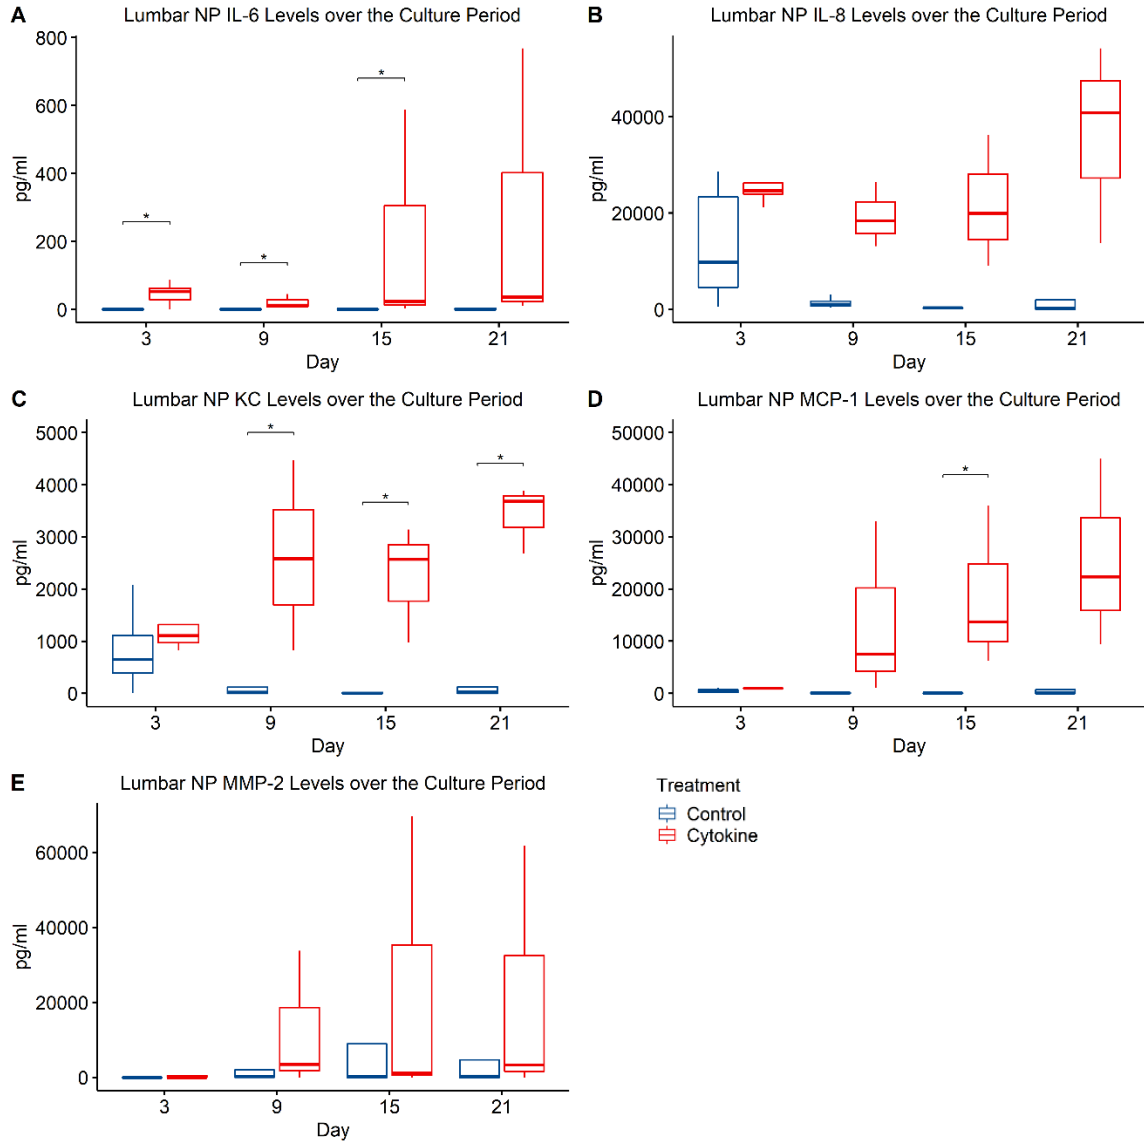 A
Lumbar NP IL-6 Levels over the Culture Period
800
600
400
200
0
pg/ml
*
*
*
3
9
15
21
Day
B
Lumbar NP IL-8 Levels over the Culture Period
40000
20000
0
pg/ml
3
9
15
21
Day
C
Lumbar NP KC Levels over the Culture Period
5000
4000
3000
2000
1000
0
pg/ml
*
*
*
3
9
15
21
Day
D
Lumbar NP MCP-1 Levels over the Culture Period
50000
40000
30000
20000
10000
0
pg/ml
*
3
9
15
21
Day
E
Lumbar NP MMP-2 Levels over the Culture Period
60000
40000
20000
0
pg/ml
3
9
15
21
Day
Treatment
Control
Cytokine